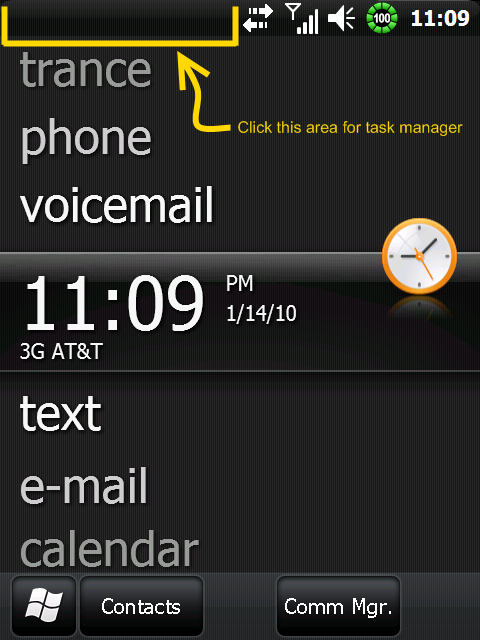 100 11:09
trance
Click this area for task manager
phone
voicemail
11:09 PM
1/14/10
3G AT&T
text
e-mail
calendar
Contacts Comm Mgr.